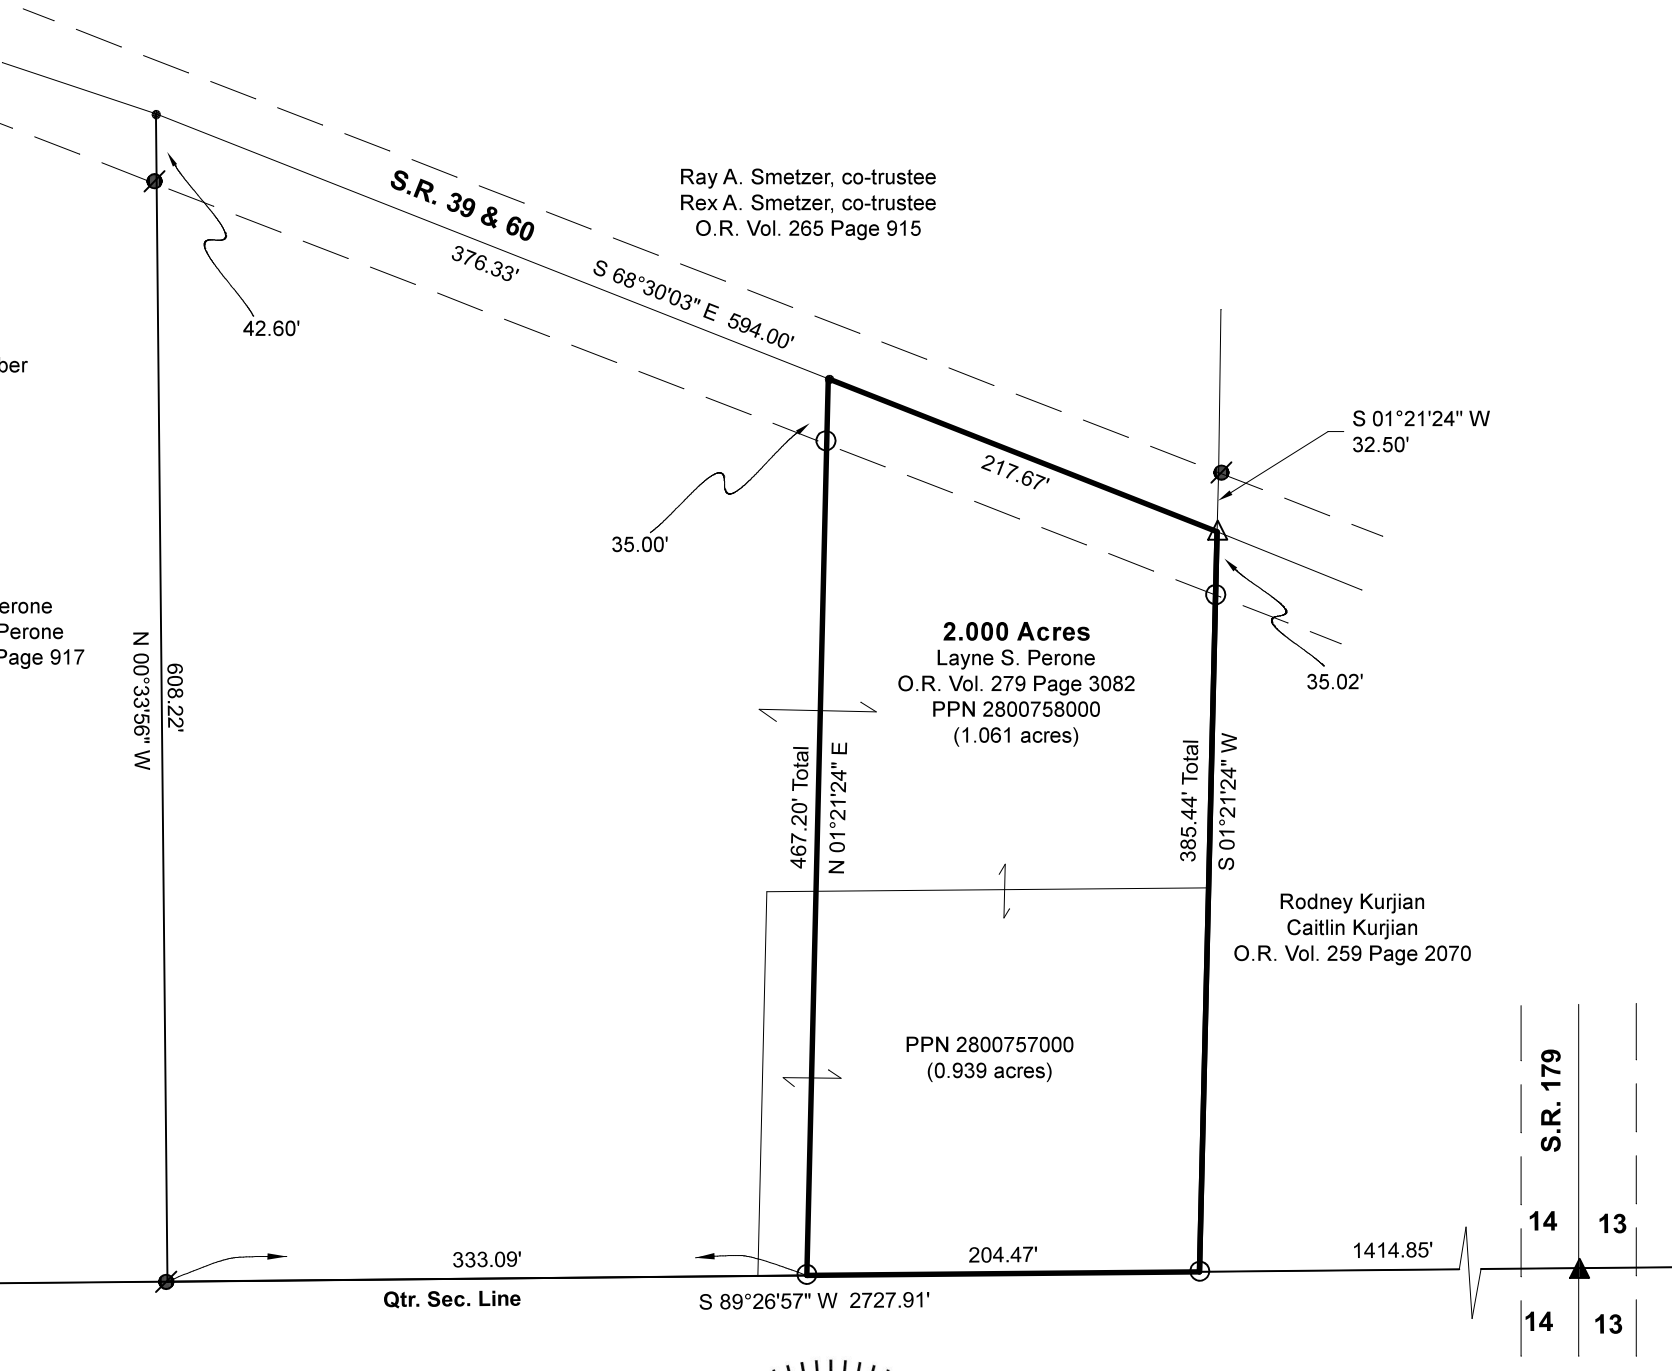 S.R. 39 & 60
Ray A. Smetzer, co-trustee
Rex A. Smetzer, co-trustee
O.R. Vol. 265 Page 915
376.33'
S 68°30'03" E 594.00'
42.60'
ber
S 01°21'24" W
32.50'
217.67'
35.00'
erone
Perone
Page 917
N 00°33'56" W
608.22'
2.000 Acres
Layne S. Perone
O.R. Vol. 279 Page 3082
PPN 2800758000
(1.061 acres)
35.02'
467.20' Total
N 01°21'24" E
385.44' Total
S 01°21'24" W
Rodney Kurjian
Caitlin Kurjian
O.R. Vol. 259 Page 2070
PPN 2800757000
(0.939 acres)
S.R. 179
14 13
333.09'
204.47'
1414.85'
Qtr. Sec. Line
S 89°26'57" W 2727.91'
14 13